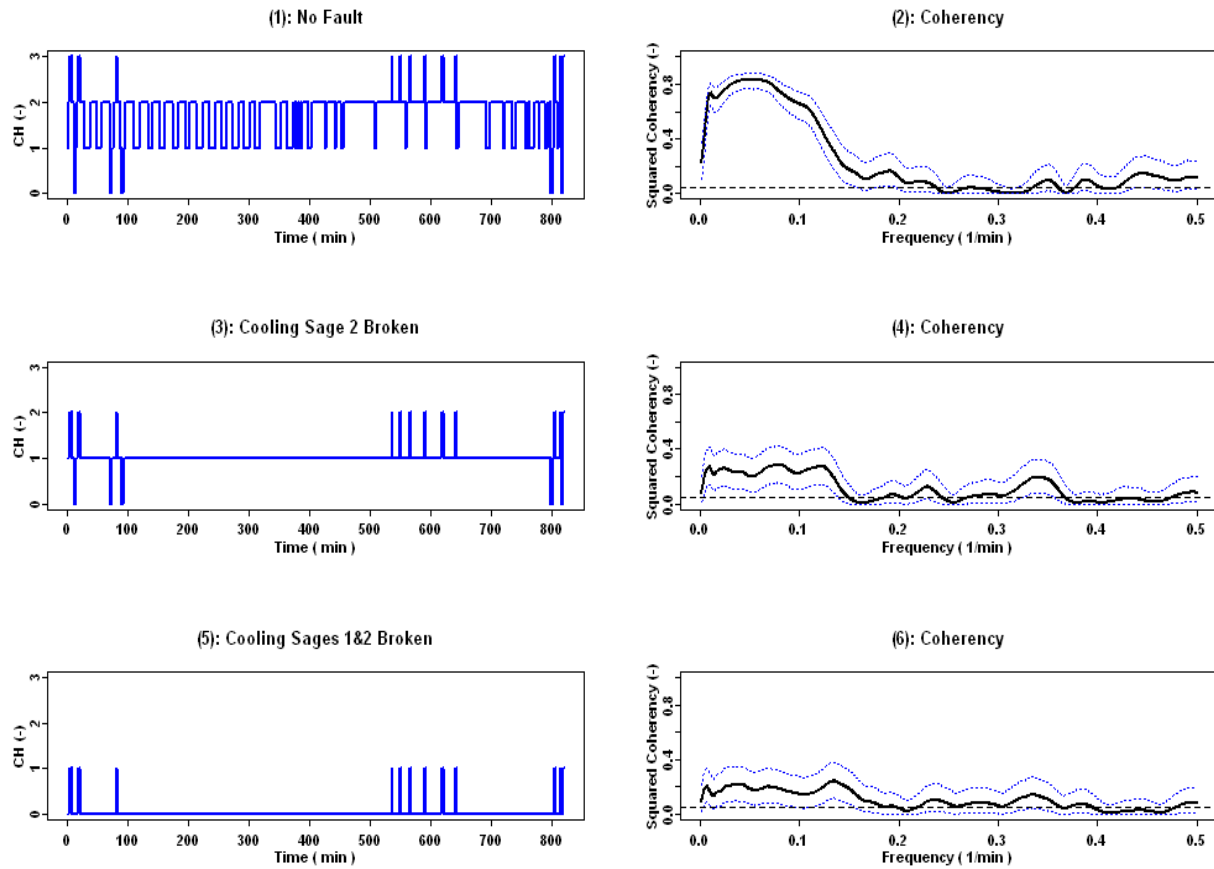 (1): No Fault
CH (-)
3
2
1
0
0 100 200 300 400 500 600 700 800
Time ( min )
(2): Coherency
Squared Coherency (-)
0.8
0.4
0.0
0.0 0.1 0.2 0.3 0.4 0.5
Frequency ( 1/min )
(3): Cooling Sage 2 Broken
CH (-)
3
2
1
0
0 100 200 300 400 500 600 700 800
Time ( min )
(4): Coherency
Squared Coherency (-)
0.8
0.4
0.0
0.0 0.1 0.2 0.3 0.4 0.5
Frequency ( 1/min )
(5): Cooling Sages 1&2 Broken
CH (-)
3
2
1
0
0 100 200 300 400 500 600 700 800
Time ( min )
(6): Coherency
Squared Coherency (-)
0.8
0.4
0.0
0.0 0.1 0.2 0.3 0.4 0.5
Frequency ( 1/min )